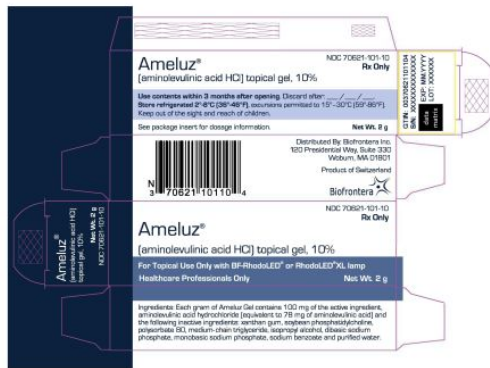 Ameluz®
NDC 70621-101-10
Rx Only
(aminolevulinic acid HCl) topical gel, 10%
Use contents within 3 months after opening. Discard after: ___ / ___ / ___.
Store refrigerated 2°-8°C [36°-46°F], excursions permitted to 15°-30°C [59°-86°F].
Keep out of the sight and reach of children.
See package insert for dosage information.
Net Wt. 2 g
GTIN: 00370621101104
S/N: XXXXXXXXXXXXX
EXP: MM.YYYY
LOT: XXXXXX
data
matrix
Distributed By: Biofrontera Inc.
120 Presidential Way, Suite 330
Woburn, MA 01801
Product of Switzerland
N
3 70621 10110 4
Biofrontera
NDC 70621-101-10
Rx Only
Ameluz®
(aminolevulinic acid HCl) topical gel, 10%
For Topical Use Only with BF-RhodoLED® or RhodoLED®XL lamp
Healthcare Professionals Only
Net Wt. 2 g
Ingredients: Each gram of Ameluz Gel contains 100 mg of the active ingredient,
aminolevulinic acid hydrochloride [equivalent to 78 mg of aminolevulinic acid] and
the following inactive ingredients: xanthan gum, soybean phosphatidylcholine,
polysorbate 80, medium-chain triglyceride, isopropyl alcohol, dibasic sodium
phosphate, monobasic sodium phosphate, sodium benzoate and purified water.
Ameluz®
(aminolevulinic acid HCl)
topical gel, 10%
Net Wt. 2 g
NDC 70621-101-10